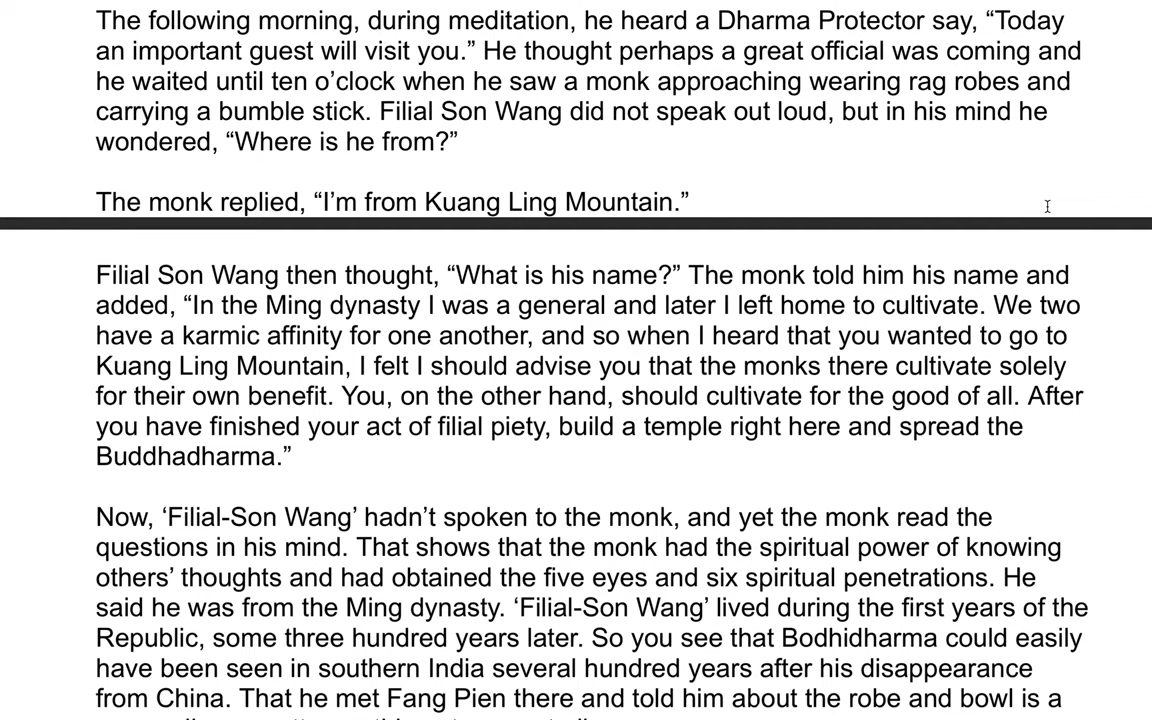 The following morning, during meditation, he heard a Dharma Protector say, “Today
an important guest will visit you.” He thought perhaps a great official was coming and
he waited until ten o’clock when he saw a monk approaching wearing rag robes and
carrying a bumble stick. Filial Son Wang did not speak out loud, but in his mind he
wondered, “Where is he from?”
The monk replied, “I’m from Kuang Ling Mountain.”
Filial Son Wang then thought, “What is his name?” The monk told him his name and
added, “In the Ming dynasty I was a general and later I left home to cultivate. We two
have a karmic affinity for one another, and so when I heard that you wanted to go to
Kuang Ling Mountain, I felt I should advise you that the monks there cultivate solely
for their own benefit. You, on the other hand, should cultivate for the good of all. After
you have finished your act of filial piety, build a temple right here and spread the
Buddhadharma.”
Now, ‘Filial-Son Wang’ hadn’t spoken to the monk, and yet the monk read the
questions in his mind. That shows that the monk had the spiritual power of knowing
others’ thoughts and had obtained the five eyes and six spiritual penetrations. He
said he was from the Ming dynasty. ‘Filial-Son Wang’ lived during the first years of the
Republic, some three hundred years later. So you see that Bodhidharma could easily
have been seen in southern India several hundred years after his disappearance
from China. That he met Fang Pien there and told him about the robe and bowl is a